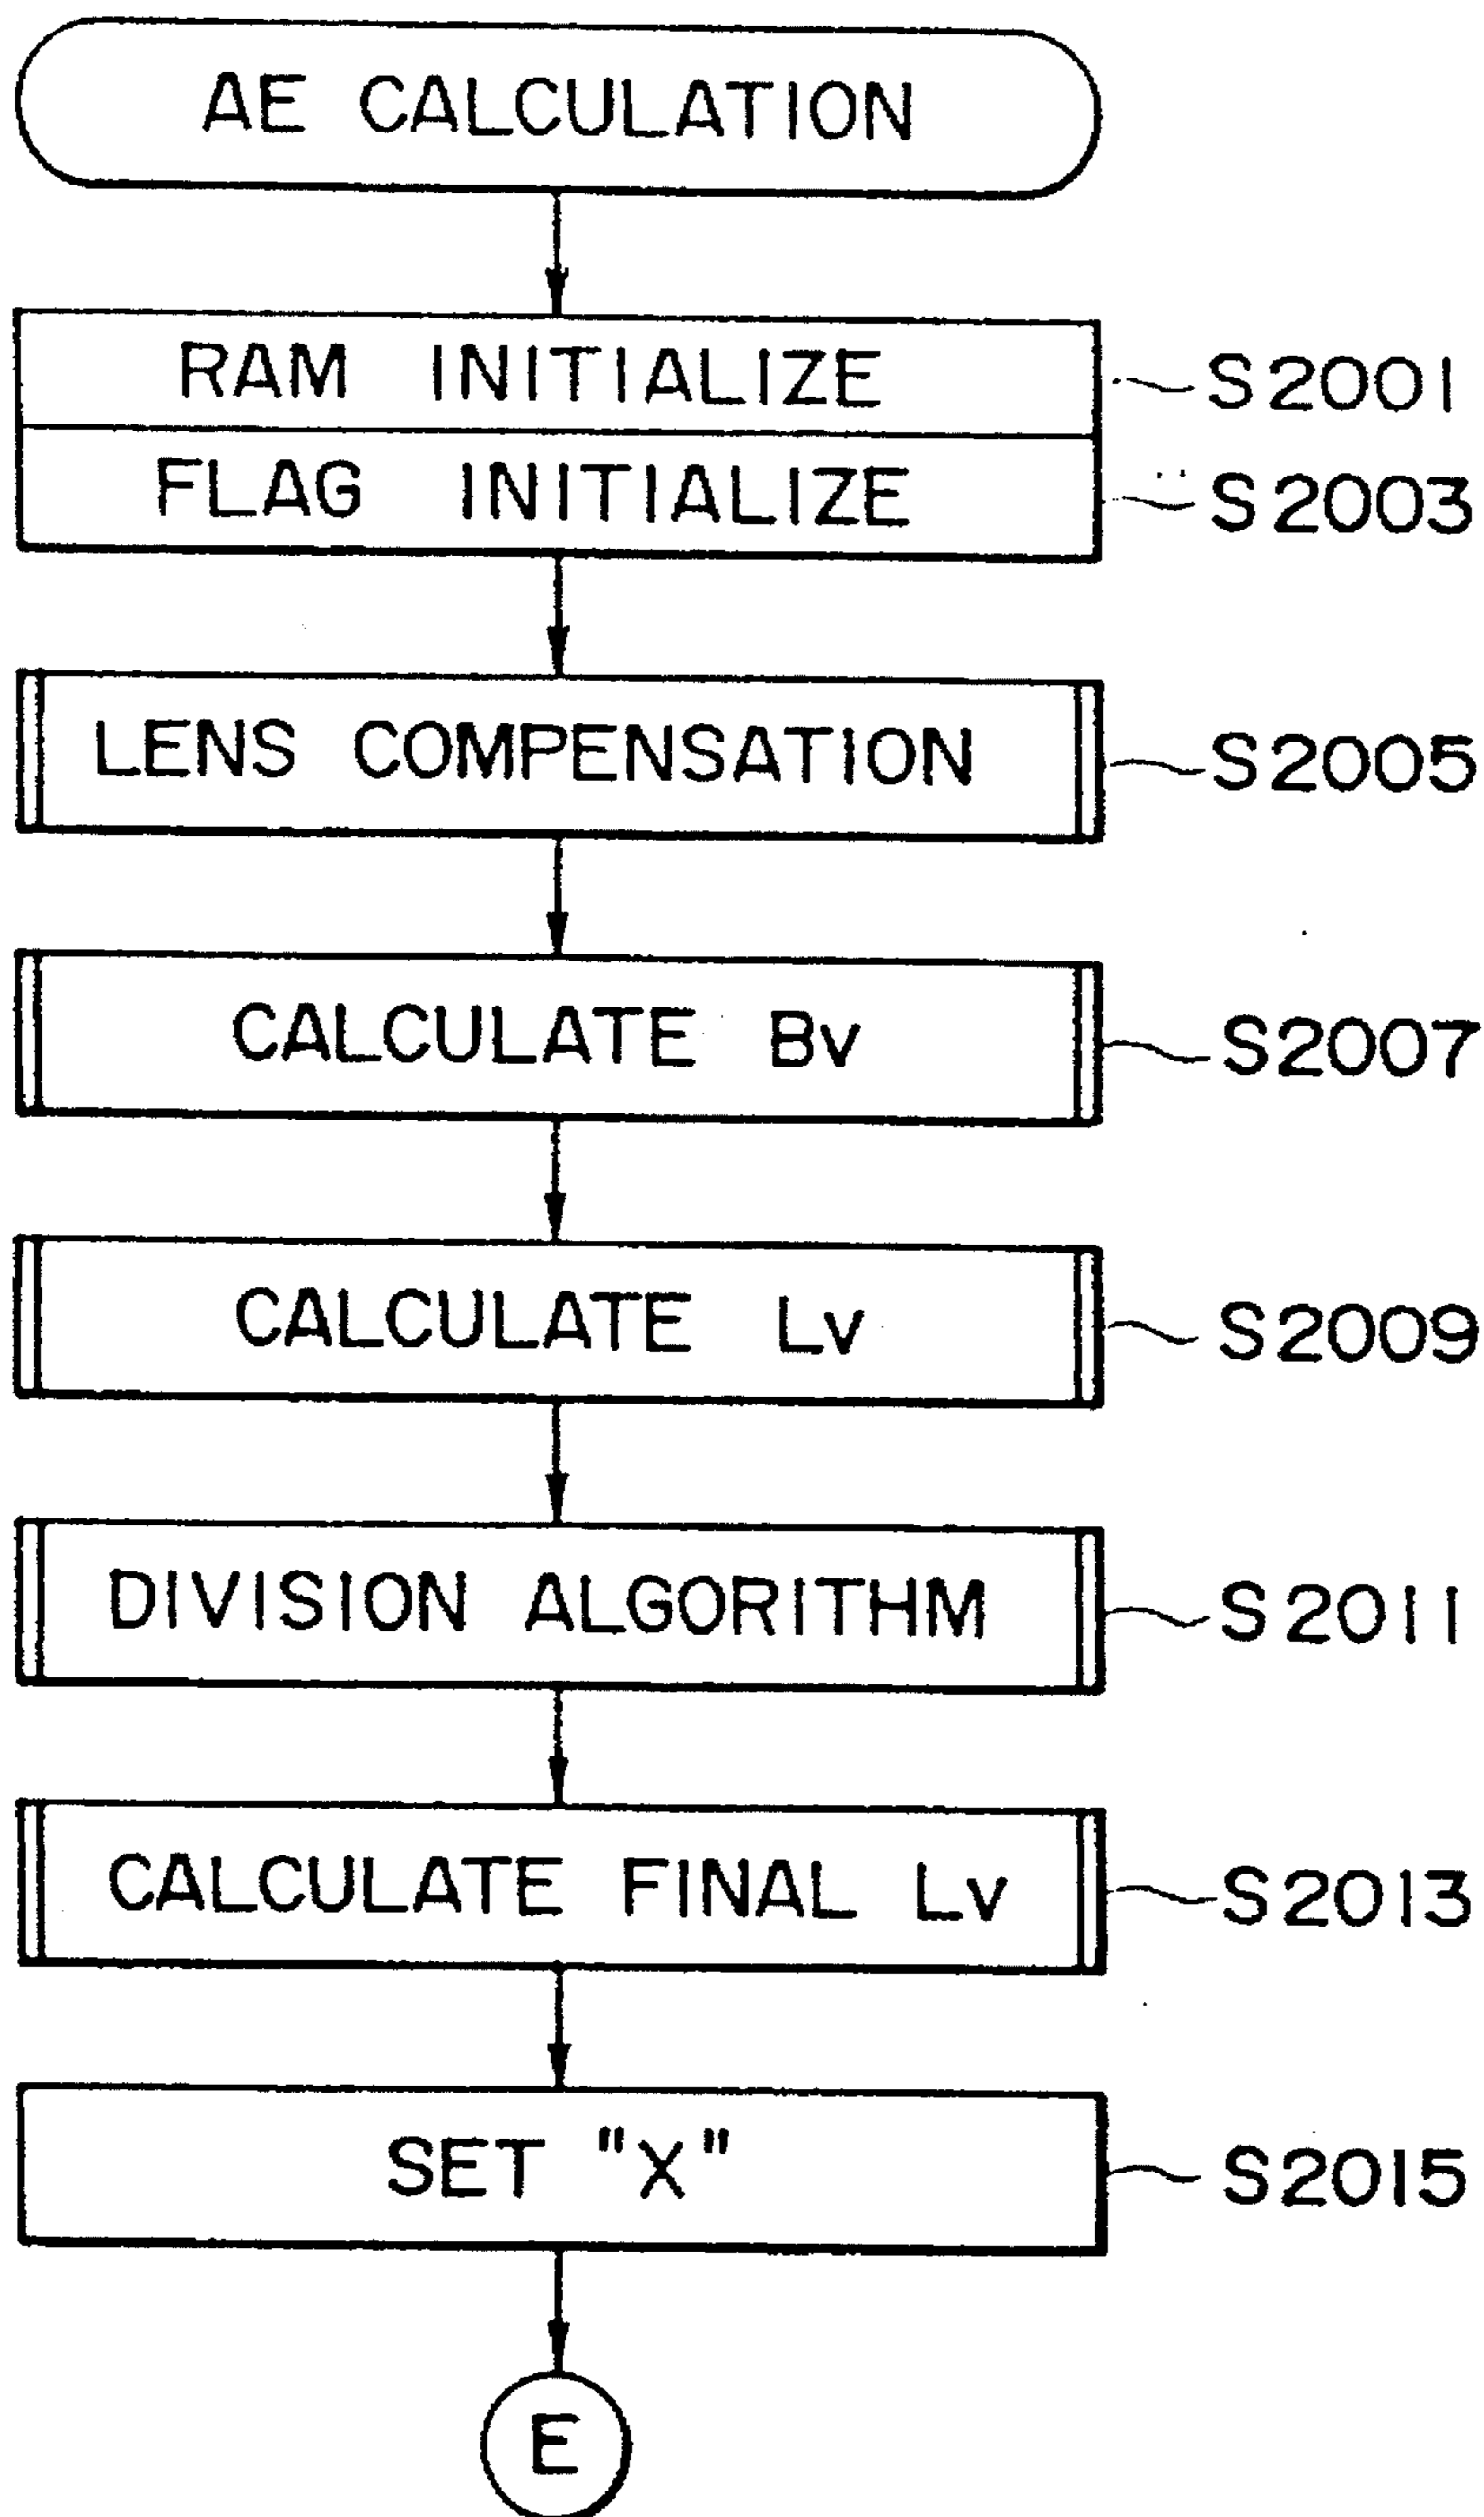 AE CALCULATION
RAM INITIALIZE S2001
FLAG INITIALIZE S2003
LENS COMPENSATION S2005
CALCULATE Bv S2007
CALCULATE Lv S2009
DIVISION ALGORITHM S2011
CALCULATE FINAL Lv S2013
SET "X" S2015
E